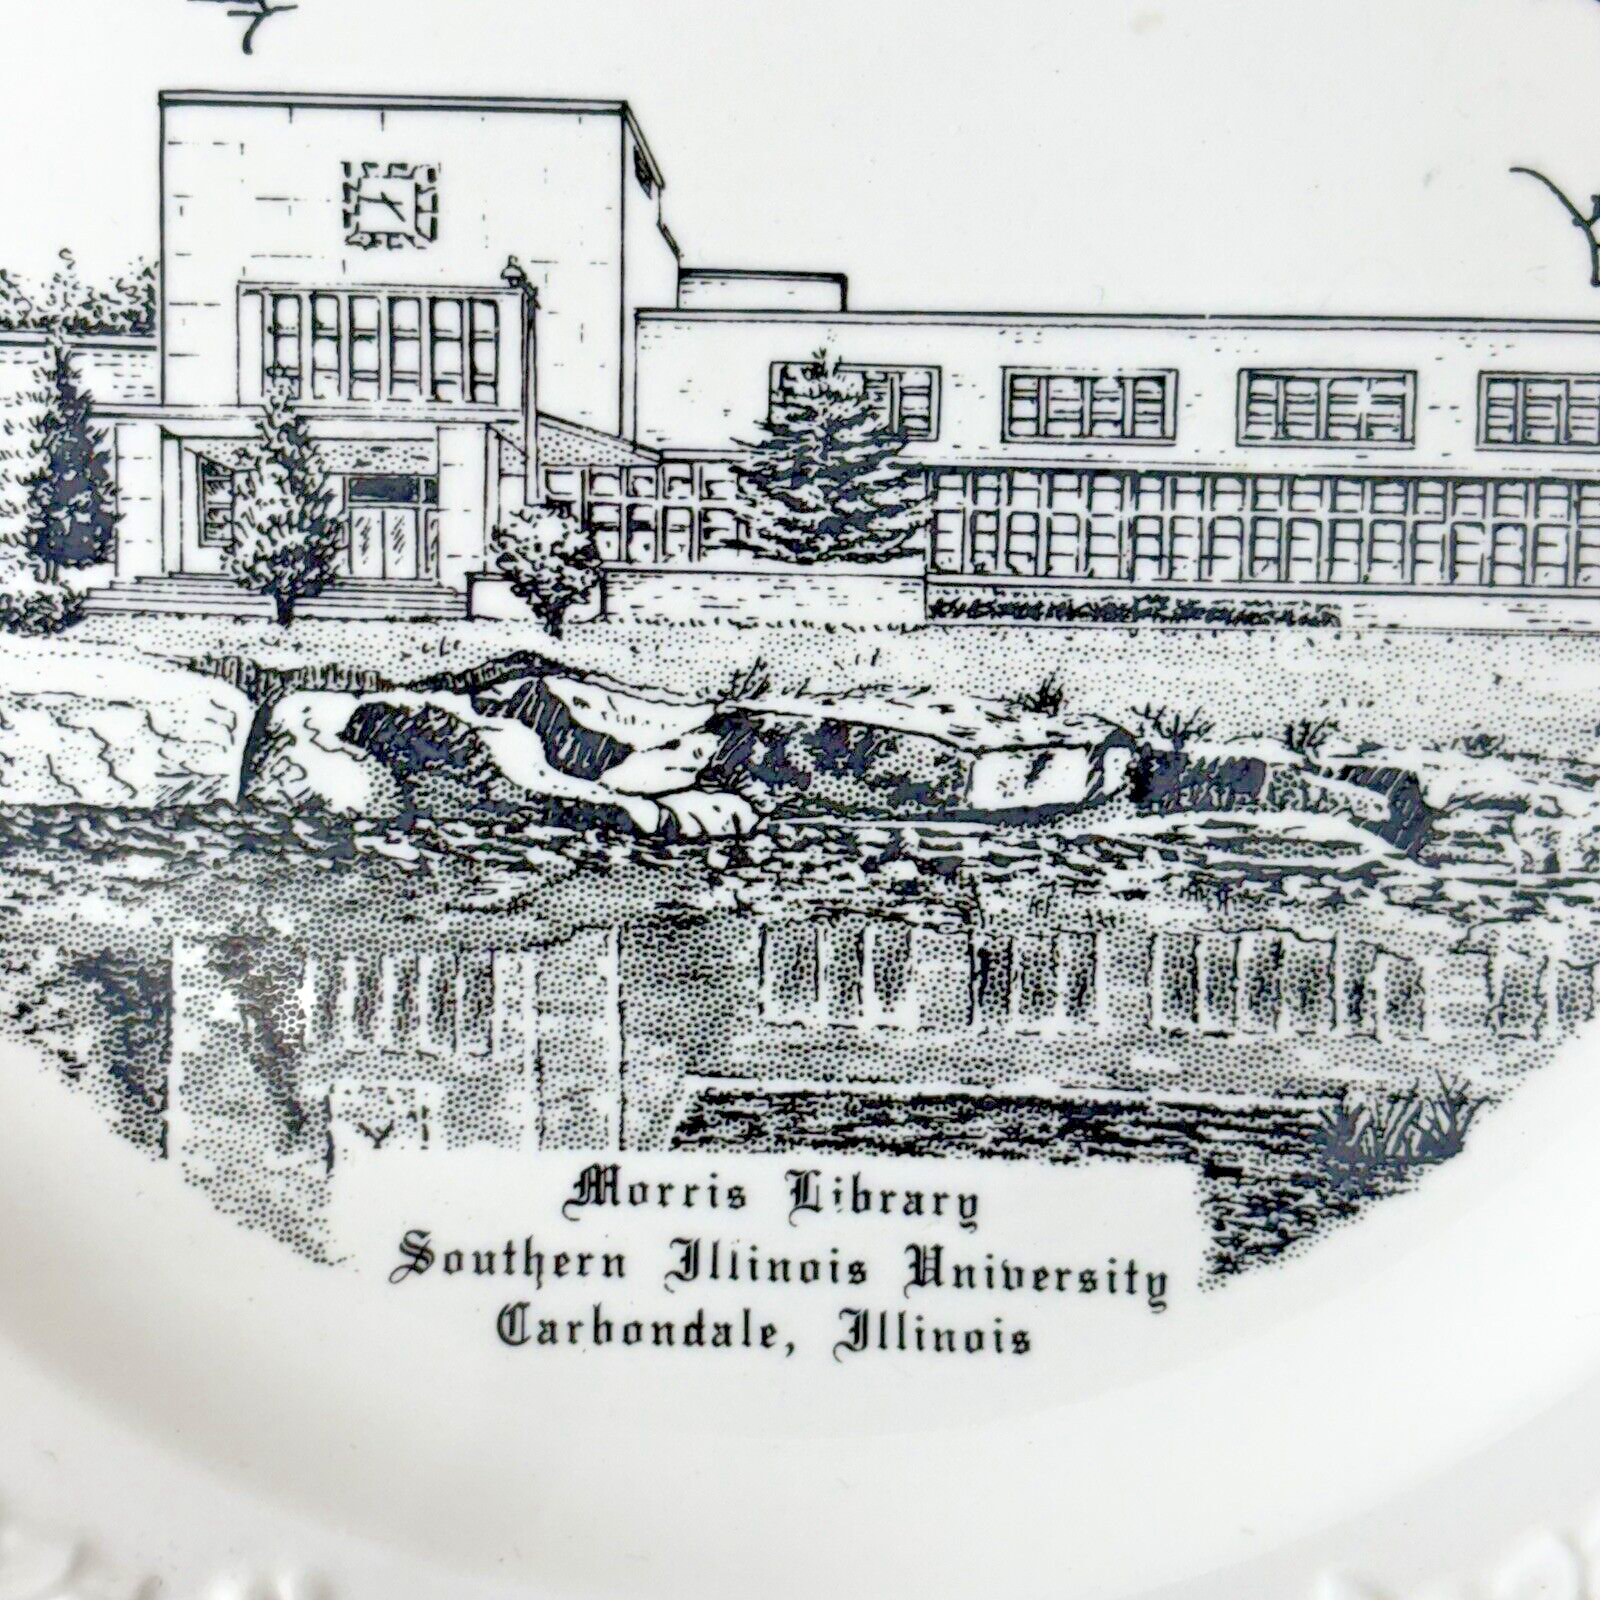 Morris Library
Southern Illinois University
Carbondale, Illinois